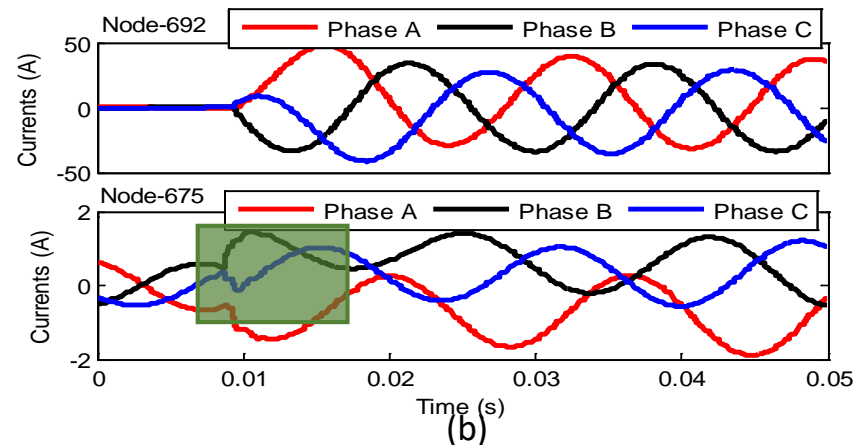 Node-692
Phase A Phase B Phase C
Currents (A)
50
0
-50
Node-675
Phase A Phase B Phase C
Currents (A)
2
0
-2
0 0.01 0.02 0.03 0.04 0.05
Time (s)
(b)